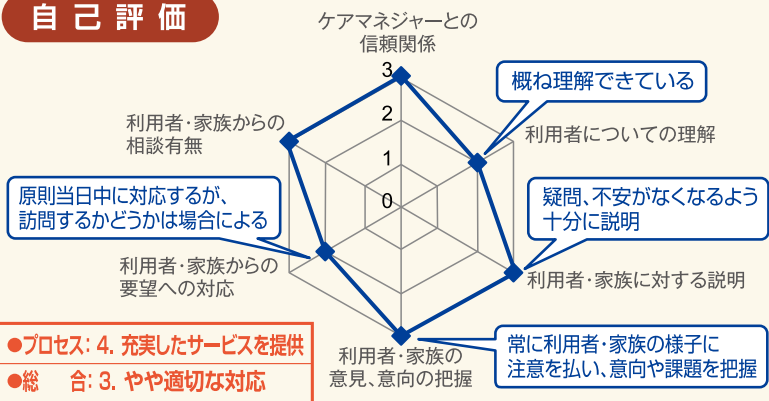 自己評価
ケアマネジャーとの
信頼関係
3
2
1
0
概ね理解できている
利用者についての理解
利用者・家族からの
相談有無
原則当日中に対応するが、
訪問するかどうかは場合による
疑問、不安がなくなるよう
十分に説明
利用者・家族に対する説明
利用者・家族からの
要望への対応
利用者・家族の
意見、意向の把握
常に利用者・家族の様子に
注意を払い、意向や課題を把握
●プロセス: 4. 充実したサービスを提供
●総　合: 3. やや適切な対応